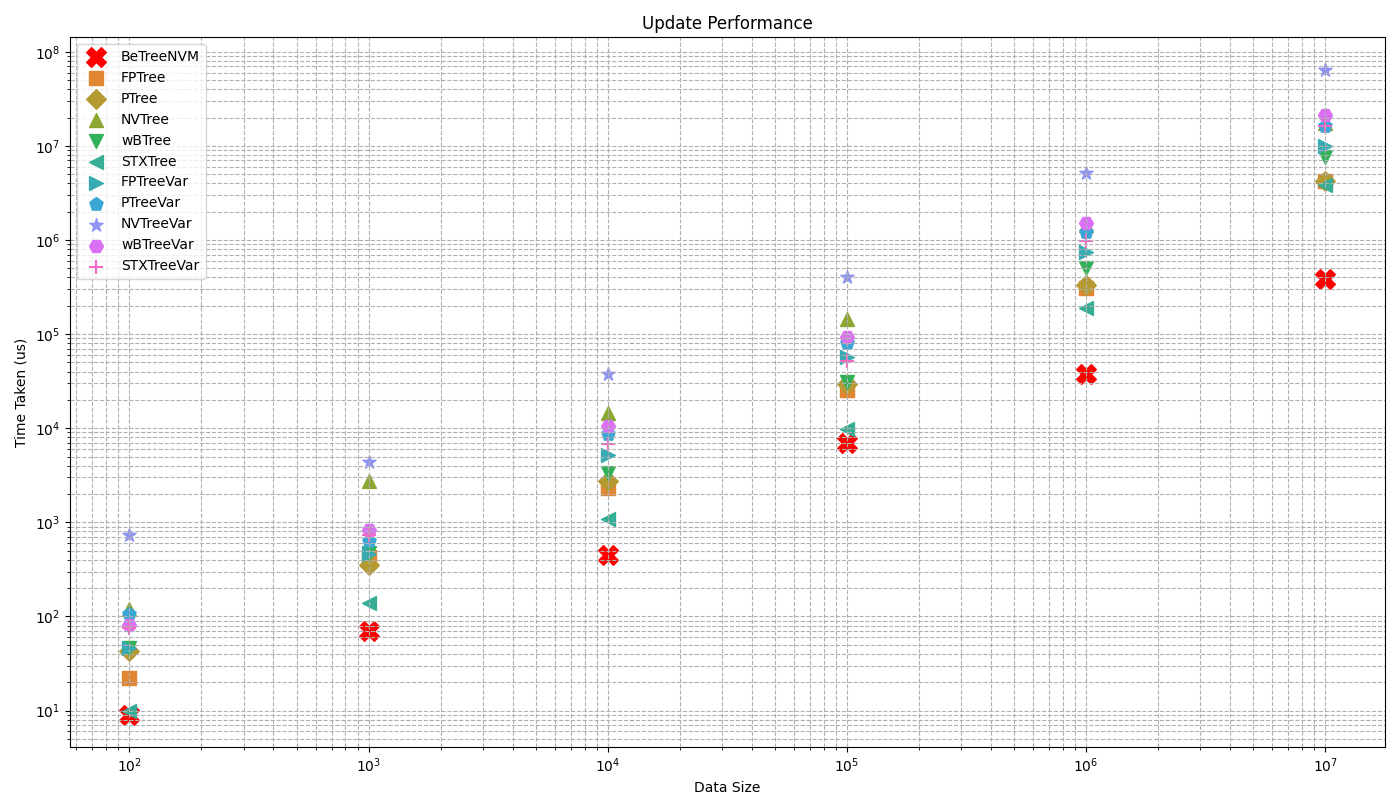 Update Performance
Time Taken (us)
10^8
10^7
10^6
10^5
10^4
10^3
10^2
10^1
BeTreeNVM
FPTree
PTree
NVTree
wBTree
STXTree
FPTreeVar
PTreeVar
NVTreeVar
wBTreeVar
STXTreeVar
10^2 10^3 10^4 10^5 10^6 10^7
Data Size